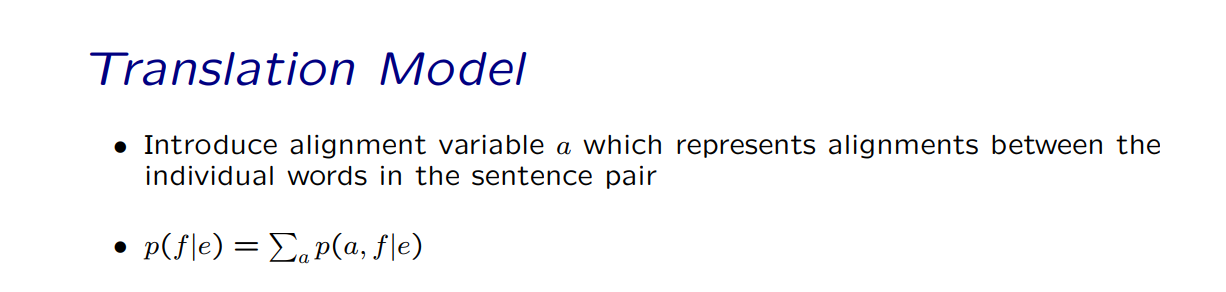 Translation Model
• Introduce alignment variable a which represents alignments between the
individual words in the sentence pair
• p(f|e) = ∑ₐ p(a, f|e)